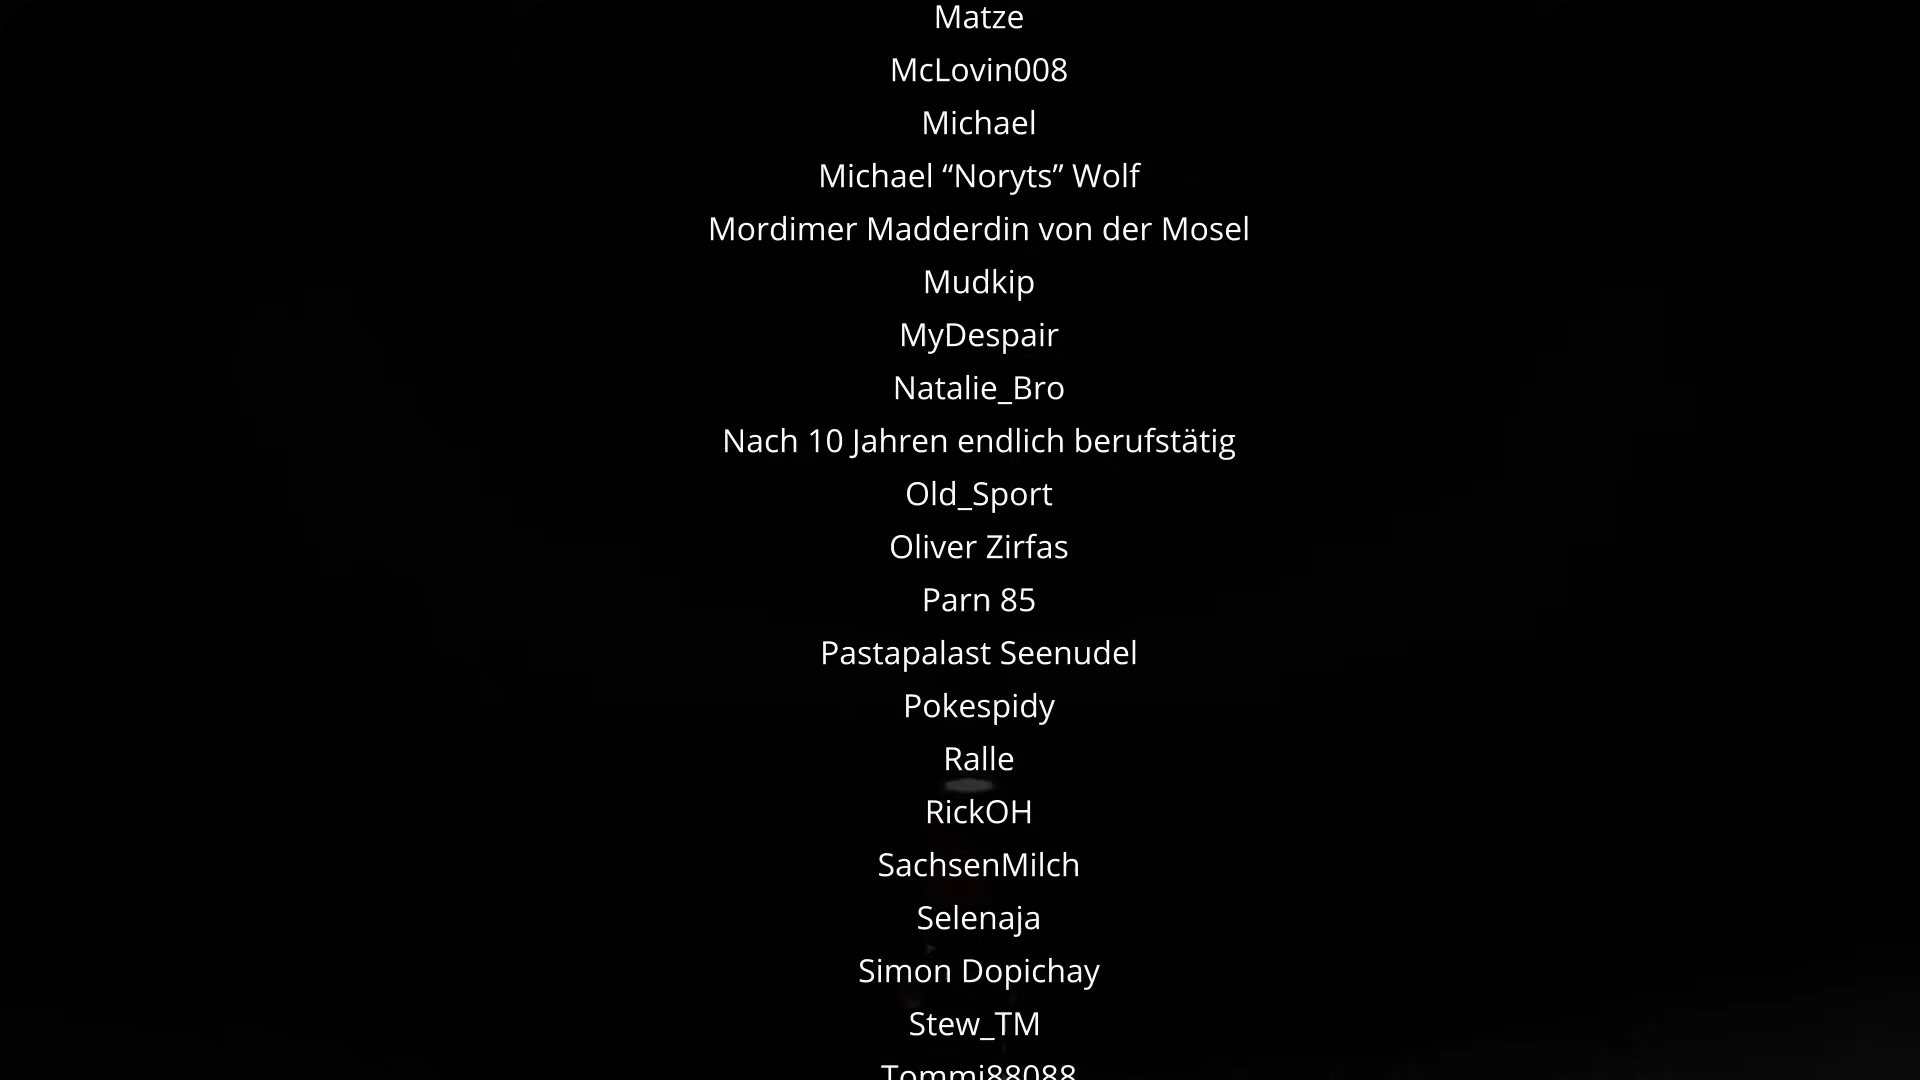 Matze
McLovin008
Michael
Michael “Noryts” Wolf
Mordimer Madderdin von der Mosel
Mudkip
MyDespair
Natalie_Bro
Nach 10 Jahren endlich berufstätig
Old_Sport
Oliver Zirfas
Parn 85
Pastapalast Seenudel
Pokespidy
Ralle
RickOH
SachsenMilch
Selenaja
Simon Dopichay
Stew_TM
Tommi88088